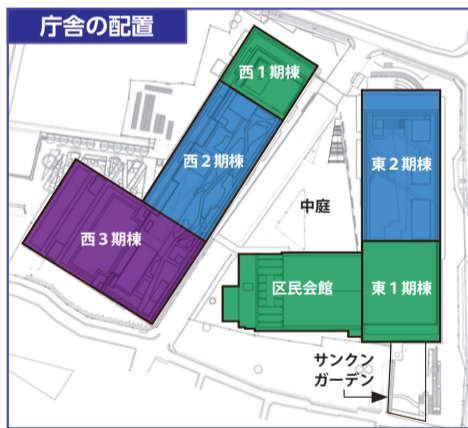 庁舎の配置
西１期棟
西２期棟
東２期棟
中庭
西３期棟
区民会館
東１期棟
サンクン
ガーデン